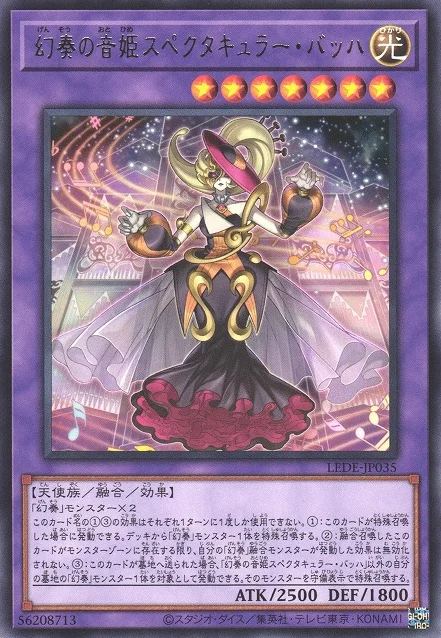 幻奏の音姫スペクタキュラー・バッハ
光
LEDE-JP035
【天使族／融合／効果】
「幻奏」モンスター×2
このカード名の①③の効果はそれぞれ1ターンに1度しか使用できない。①：このカードが特殊召喚
した場合に発動できる。デッキから「幻奏」モンスター1体を特殊召喚する。②：融合召喚したこ
のカードがモンスターゾーンに存在する限り、自分の「幻奏」融合モンスターが発動した効果は無効化
されない。③：このカードが墓地へ送られた場合、「幻奏の音姫スペクタキュラー・バッハ」以外の自分
の墓地の「幻奏」モンスター1体を対象として発動できる。そのモンスターを守備表示で特殊召喚する。
ATK/2500 DEF/1800
56208713
©スタジオ・ダイス／集英社・テレビ東京・KONAMI